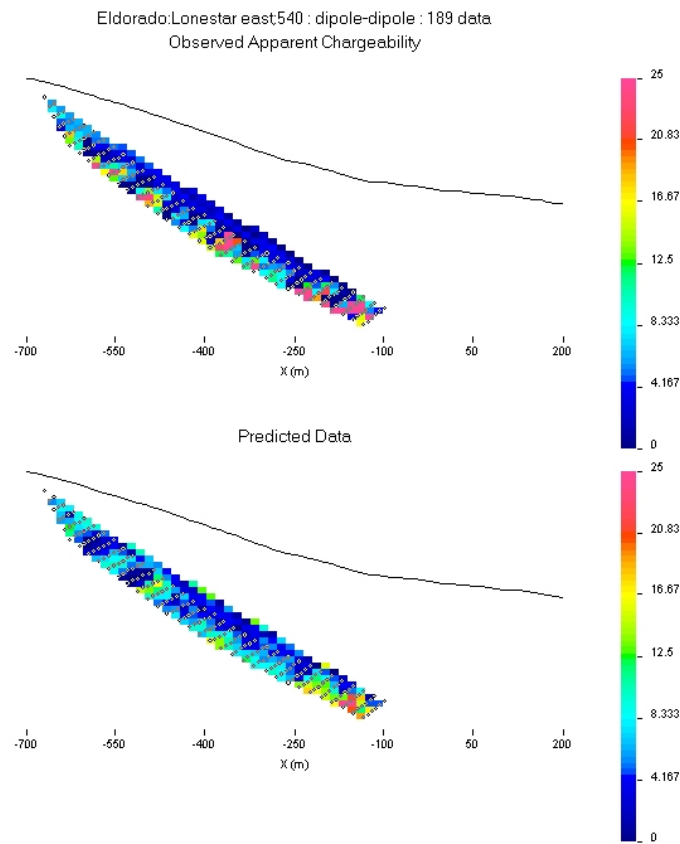 Eldorado:Lonestar east;540 : dipole-dipole : 189 data
Observed Apparent Chargeability
25
20.83
16.67
12.5
8.333
4.167
0
-700 -550 -400 -250 -100 50 200
X (m)
Predicted Data
25
20.83
16.67
12.5
8.333
4.167
0
-700 -550 -400 -250 -100 50 200
X (m)